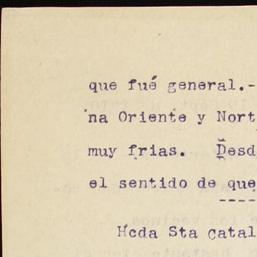 que fué general.-
na Oriente y Nort
muy frias. Desd
el sentido de que
----
Hcda Sta Catal